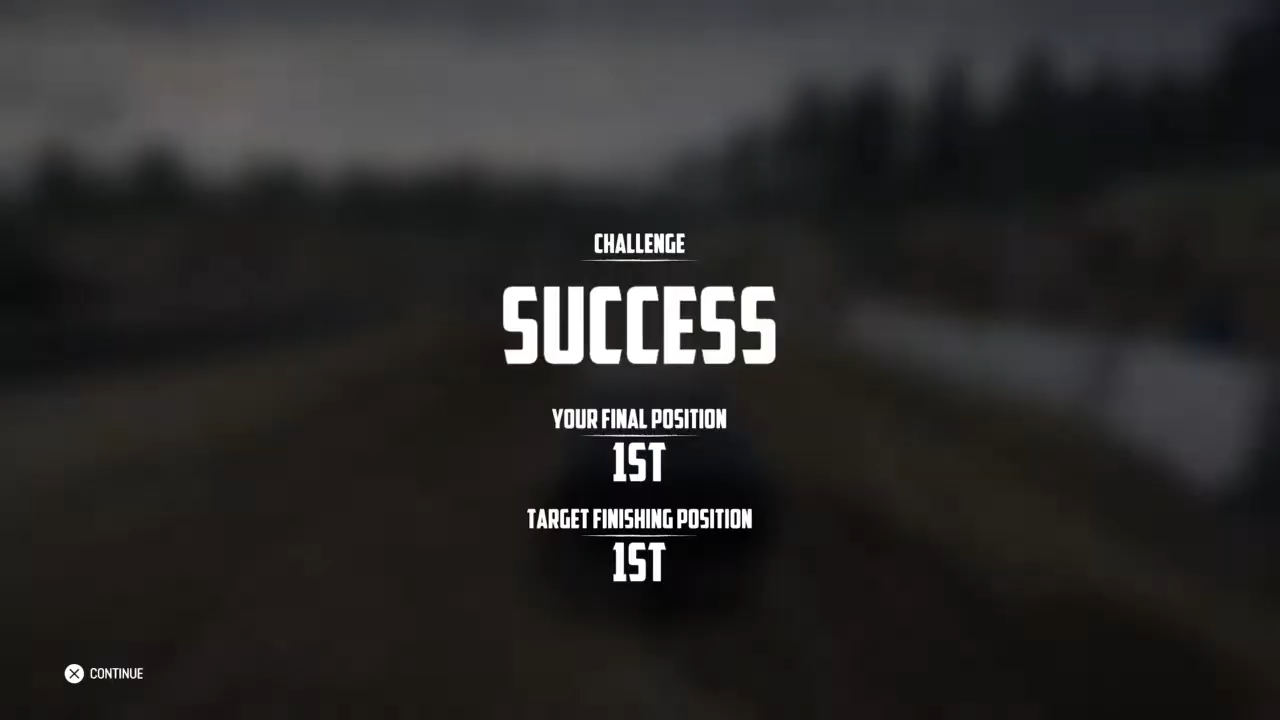 CHALLENGE
SUCCESS
YOUR FINAL POSITION
1ST
TARGET FINISHING POSITION
1ST
CONTINUE